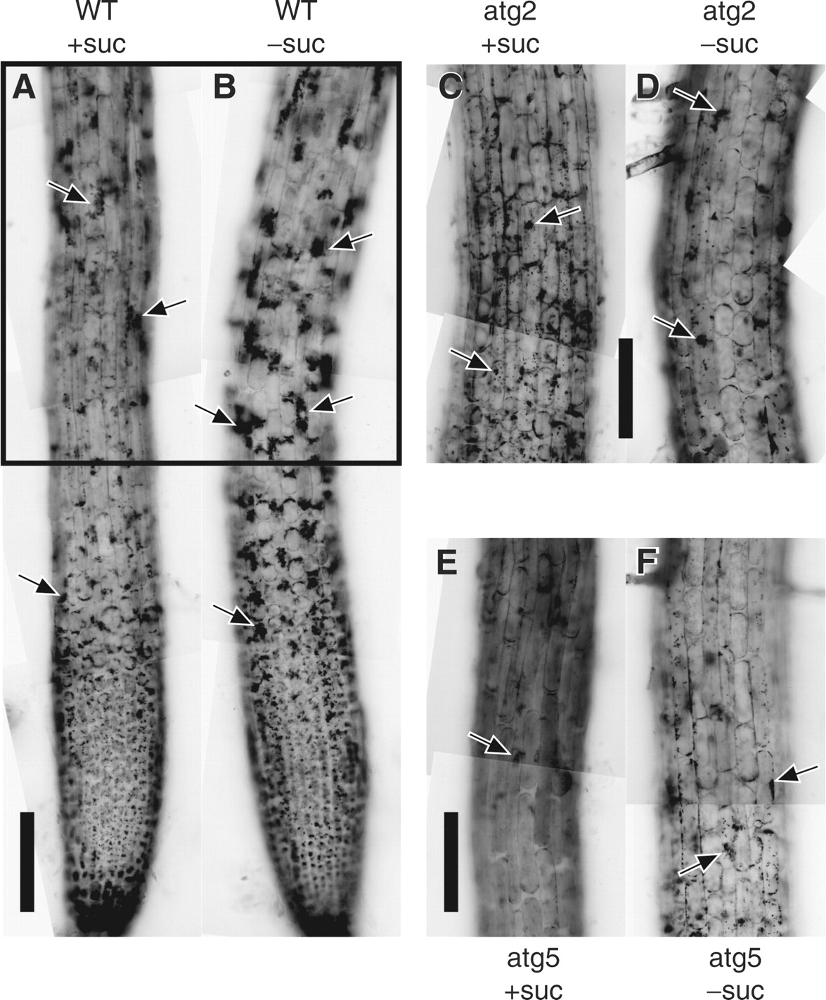 WT
+suc
WT
–suc
atg2
+suc
atg2
–suc
A
B
C
D
E
F
atg5
+suc
atg5
–suc